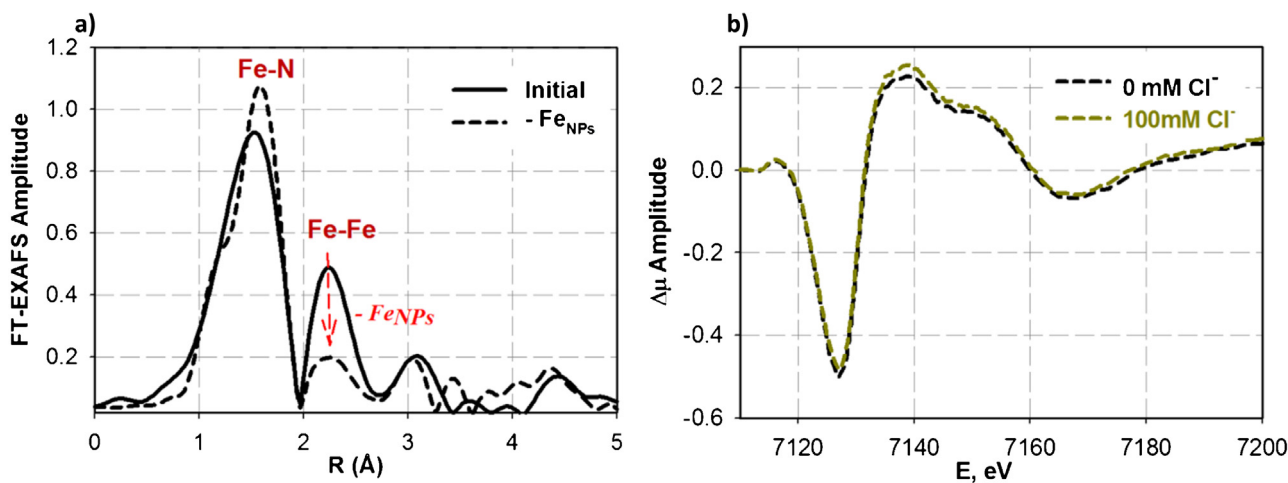 a)
1.2
1.0
0.8
0.6
0.4
0.2
FT-EXAFS Amplitude
Fe-N
Initial
- FeNPs
Fe-Fe
- FeNPs
0 1 2 3 4 5
R (Å)
b)
0.2
0.0
-0.2
-0.4
-0.6
Δμ Amplitude
0 mM Cl⁻
100mM Cl⁻
7120 7140 7160 7180 7200
E, eV